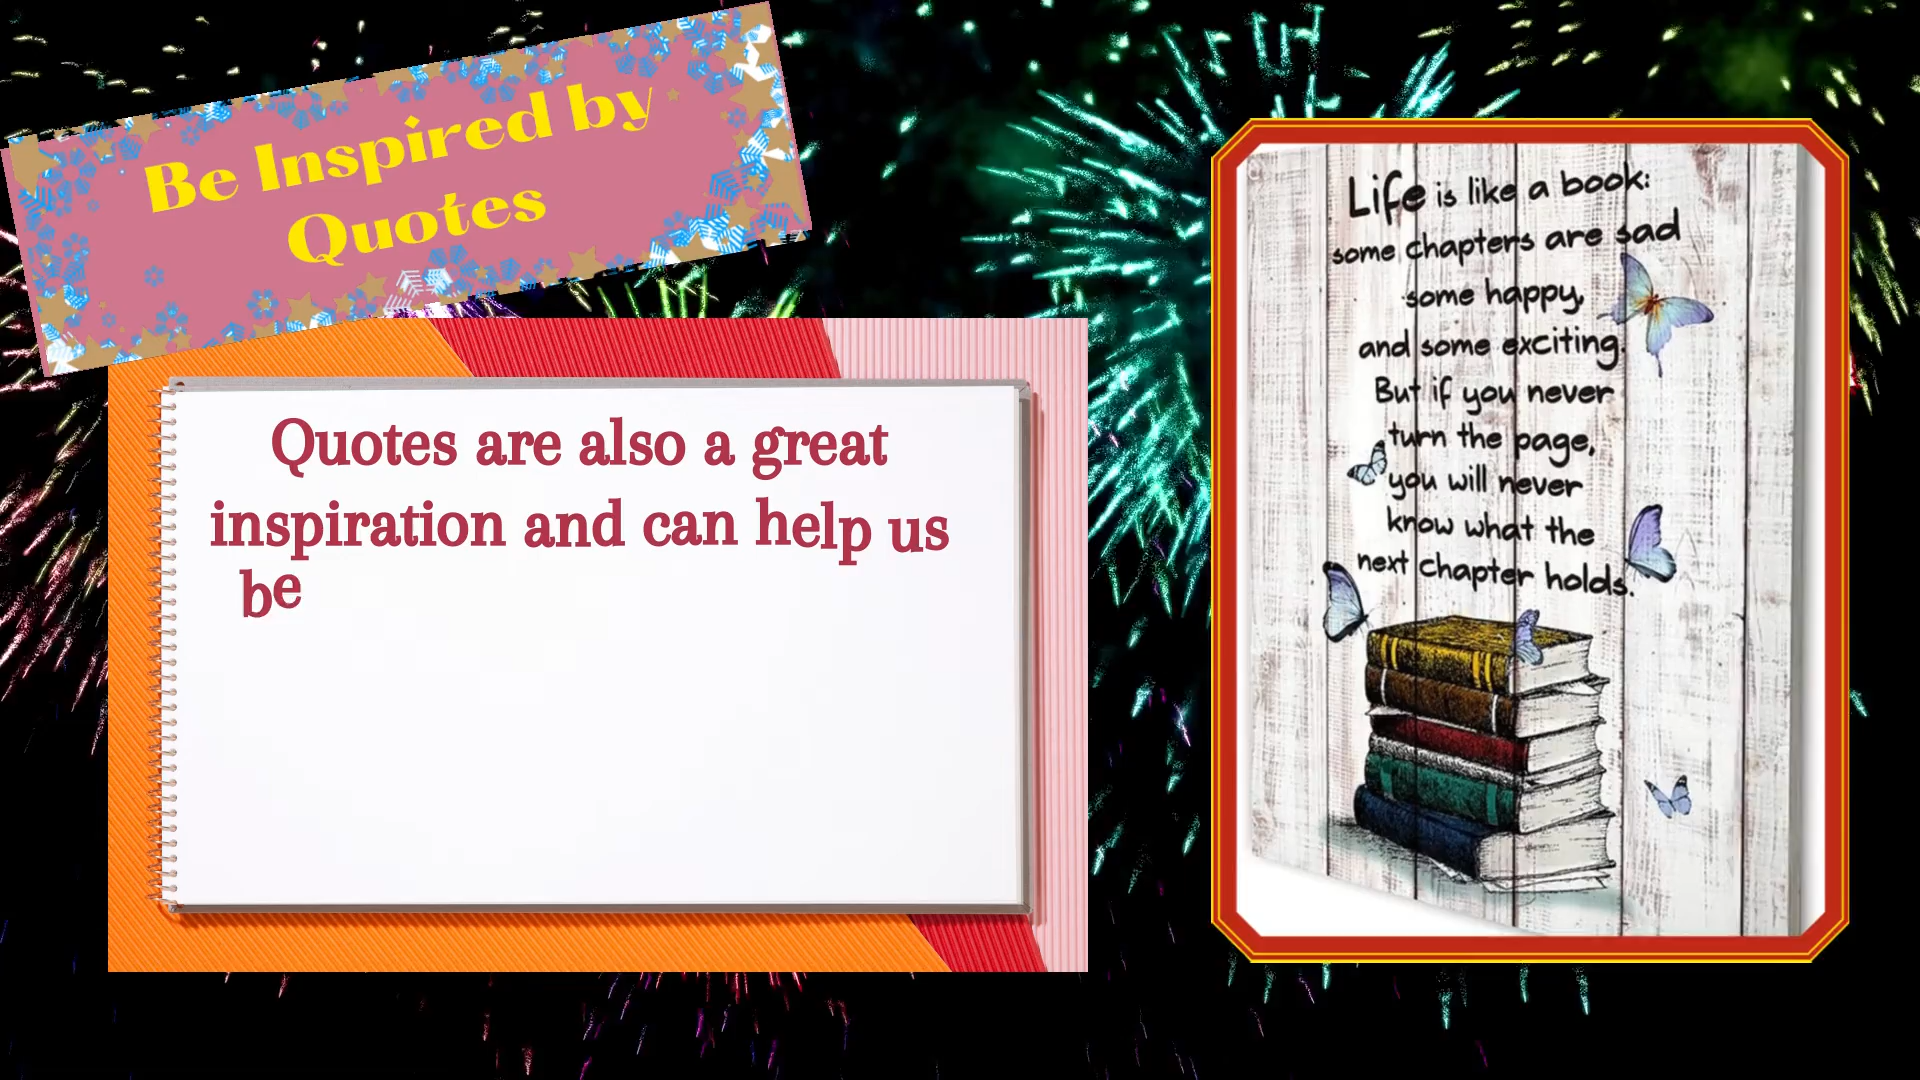 Be Inspired by
Quotes
Quotes are also a great
inspiration and can help us
be
Life is like a book:
some chapters are sad
some happy,
and some exciting.
But if you never
turn the page,
you will never
know what the
next chapter holds.